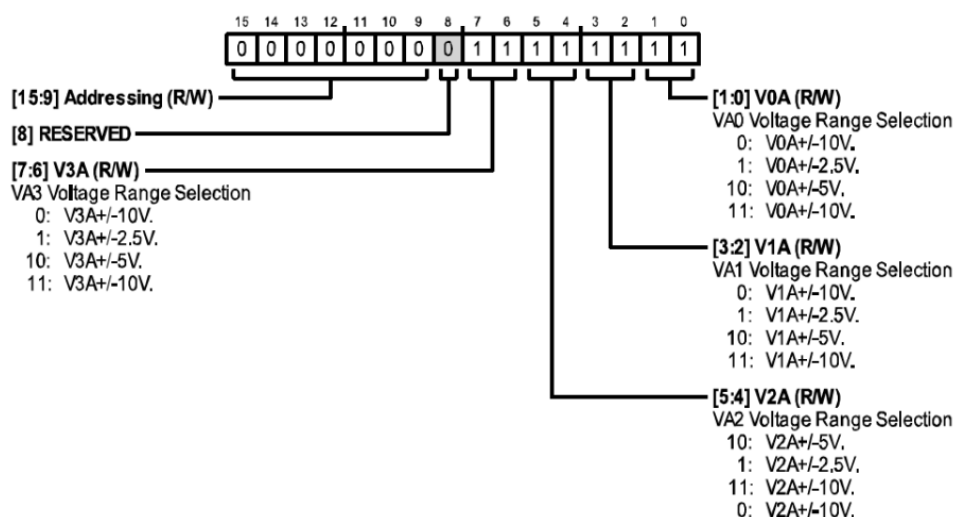 15 14 13 12 11 10 9 8 7 6 5 4 3 2 1 0
0 0 0 0 0 0 0 0 1 1 1 1 1 1 1 1
[15:9] Addressing (R/W)
[8] RESERVED
[7:6] V3A (R/W)
VA3 Voltage Range Selection
0: V3A+/-10V.
1: V3A+/-2.5V.
10: V3A+/-5V.
11: V3A+/-10V.
[1:0] V0A (R/W)
VA0 Voltage Range Selection
0: V0A+/-10V.
1: V0A+/-2.5V.
10: V0A+/-5V.
11: V0A+/-10V.
[3:2] V1A (R/W)
VA1 Voltage Range Selection
0: V1A+/-10V.
1: V1A+/-2.5V.
10: V1A+/-5V.
11: V1A+/-10V.
[5:4] V2A (R/W)
VA2 Voltage Range Selection
10: V2A+/-5V.
1: V2A+/-2.5V.
11: V2A+/-10V.
0: V2A+/-10V.